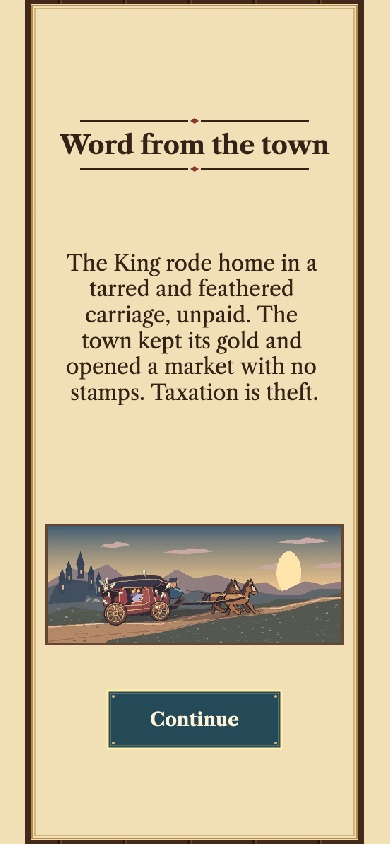 Word from the town
The King rode home in a
tarred and feathered
carriage, unpaid. The
town kept its gold and
opened a market with no
stamps. Taxation is theft.
Continue